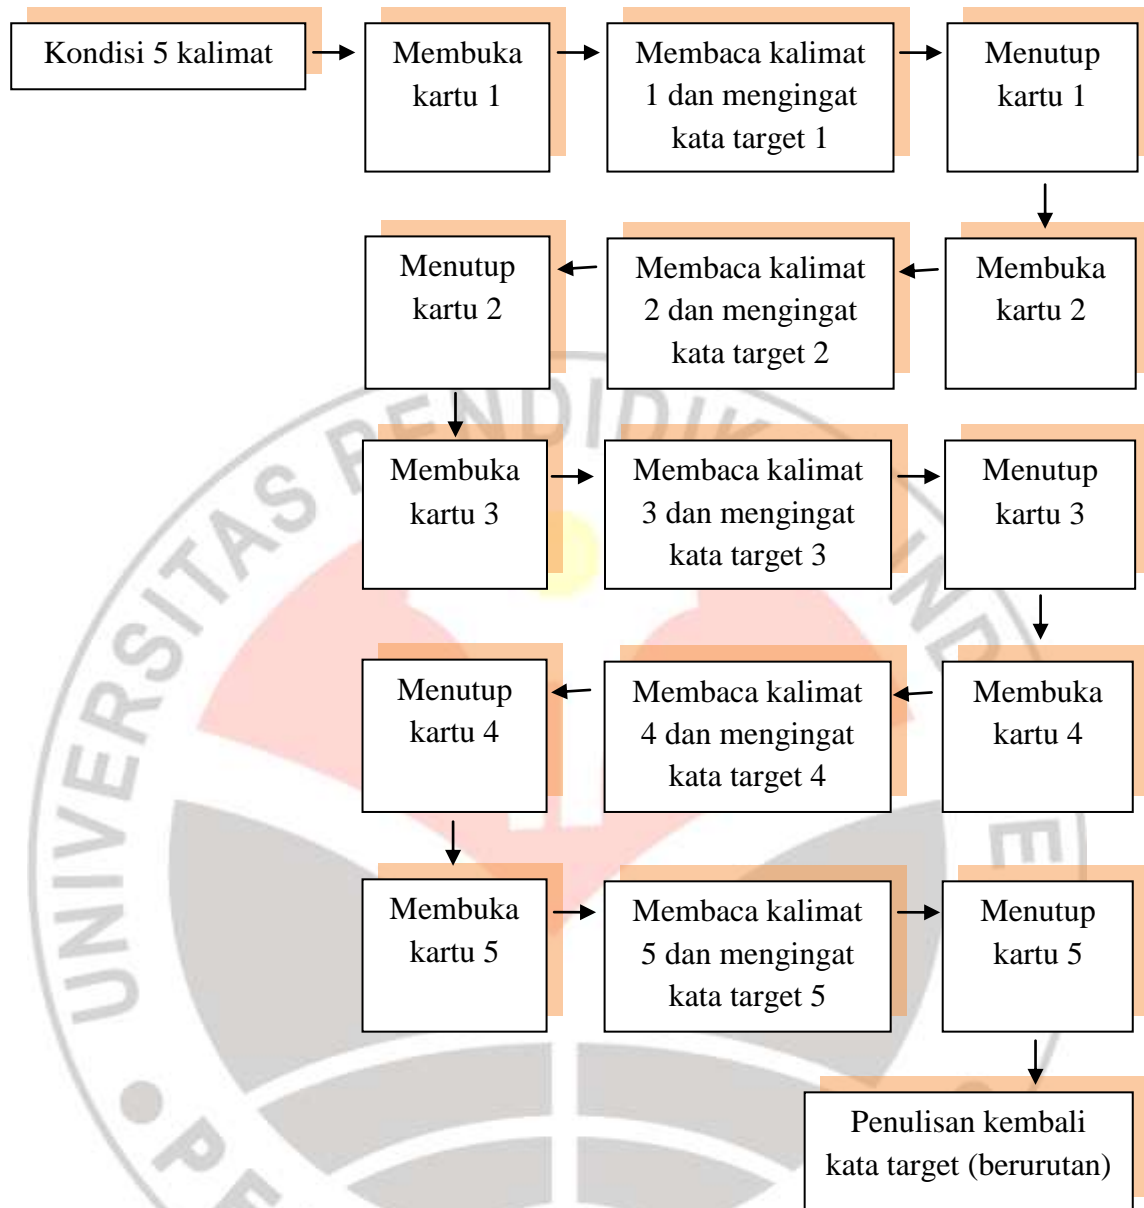 Kondisi 5 kalimat
Membuka
kartu 1
Membaca kalimat
1 dan mengingat
kata target 1
Menutup
kartu 1
Membuka
kartu 2
Membaca kalimat
2 dan mengingat
kata target 2
Menutup
kartu 2
Membuka
kartu 3
Membaca kalimat
3 dan mengingat
kata target 3
Menutup
kartu 3
Membuka
kartu 4
Membaca kalimat
4 dan mengingat
kata target 4
Menutup
kartu 4
Membuka
kartu 5
Membaca kalimat
5 dan mengingat
kata target 5
Menutup
kartu 5
Penulisan kembali
kata target (berurutan)
UNIVERSITAS PENDIDIK